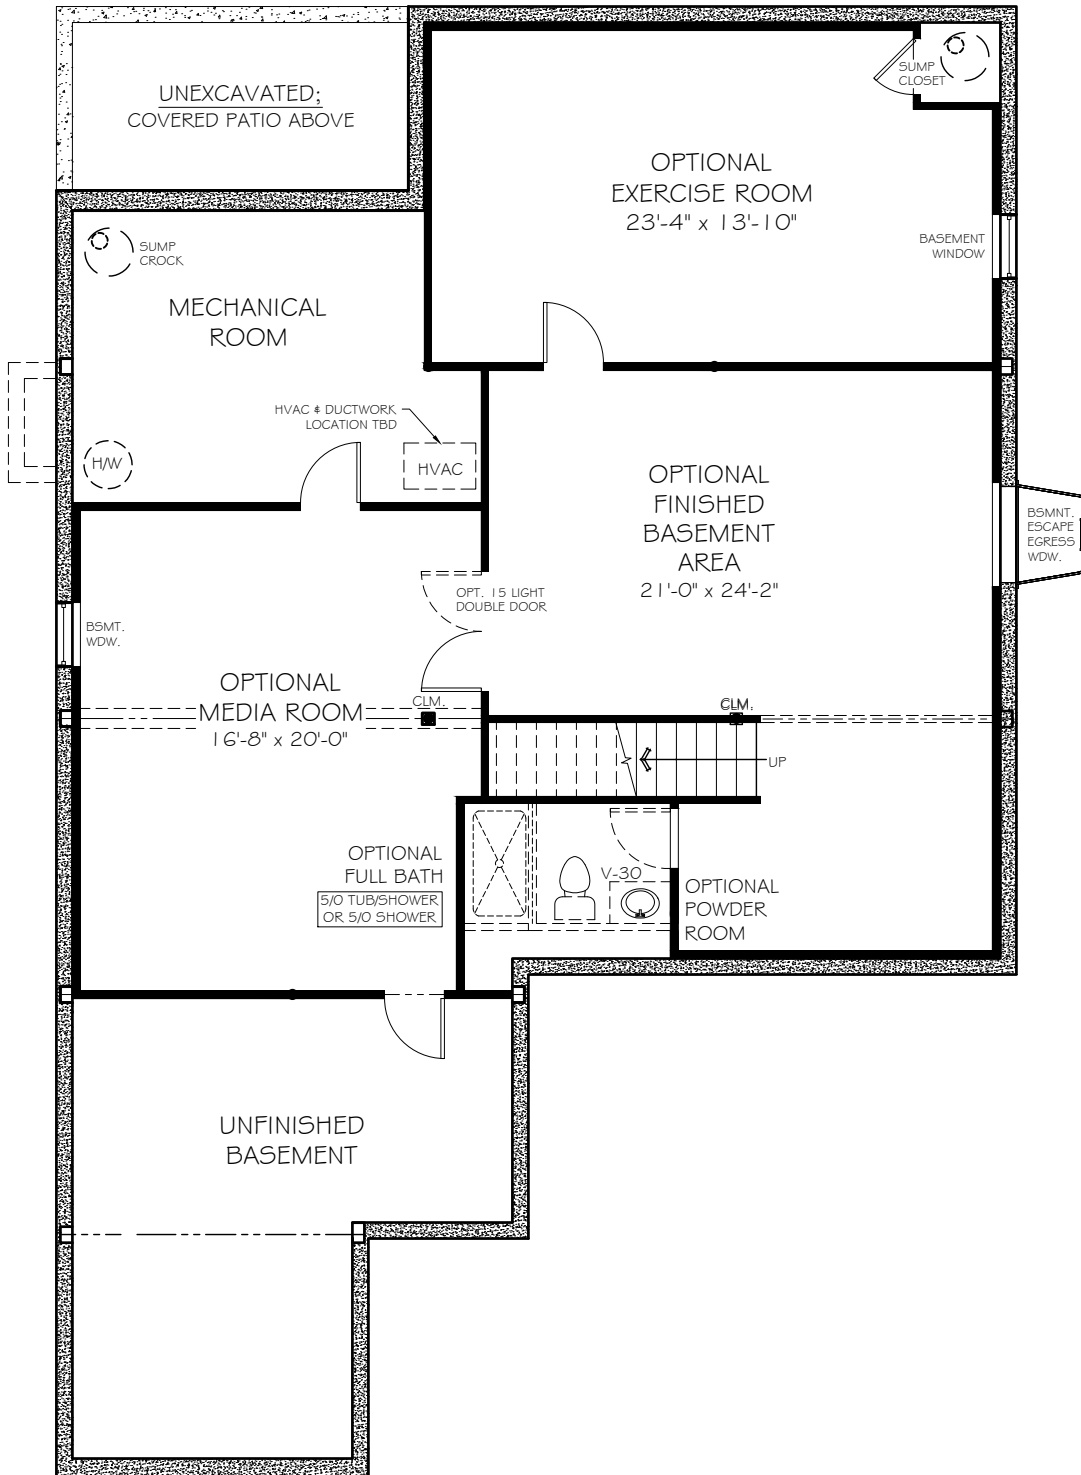 UNEXCAVATED;
COVERED PATIO ABOVE
SUMP
CLOSET
OPTIONAL
EXERCISE ROOM
23'-4" x 13'-10"
BASEMENT
WINDOW
SUMP
CROCK
MECHANICAL
ROOM
HVAC & DUCTWORK
LOCATION TBD
H/W
HVAC
OPTIONAL
FINISHED
BASEMENT
AREA
21'-0" x 24'-2"
BSMNT.
ESCAPE
EGRESS
WDW.
OPT. 15 LIGHT
DOUBLE DOOR
BSMT.
WDW.
OPTIONAL
MEDIA ROOM
16'-8" x 20'-0"
CLM.
CLM.
UP
OPTIONAL
FULL BATH
5/0 TUB/SHOWER
OR 5/0 SHOWER
V-30
OPTIONAL
POWDER
ROOM
UNFINISHED
BASEMENT